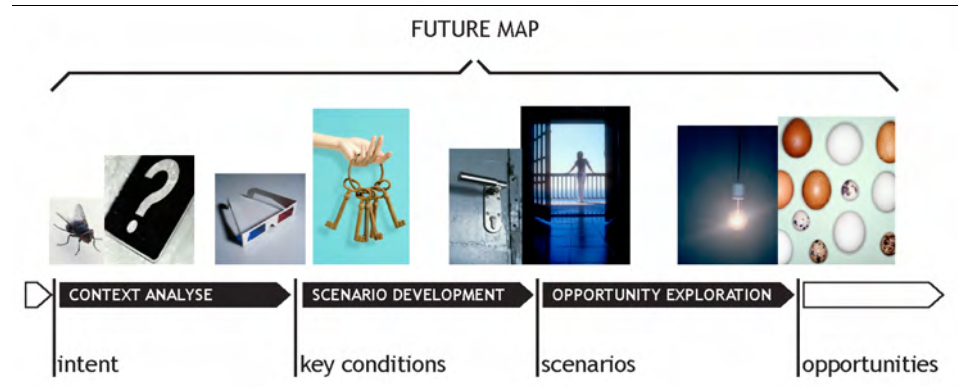 FUTURE MAP
?
CONTEXT ANALYSE
SCENARIO DEVELOPMENT
OPPORTUNITY EXPLORATION
intent
key conditions
scenarios
opportunities